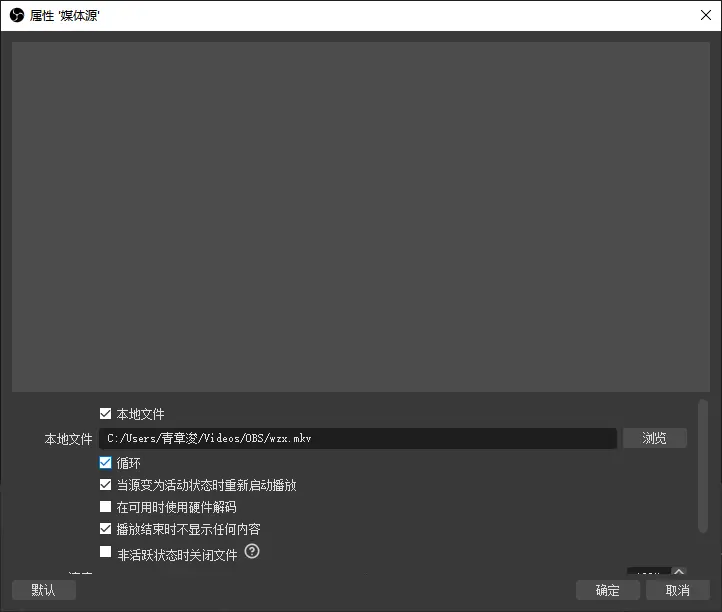 属性 '媒体源'
本地文件
本地文件 C:/Users/青章浚/Videos/OBS/wzx.mkv 浏览
循环
当源变为活动状态时重新启动播放
在可用时使用硬件解码
播放结束时不显示任何内容
非活跃状态时关闭文件 ?
默认 确定 取消